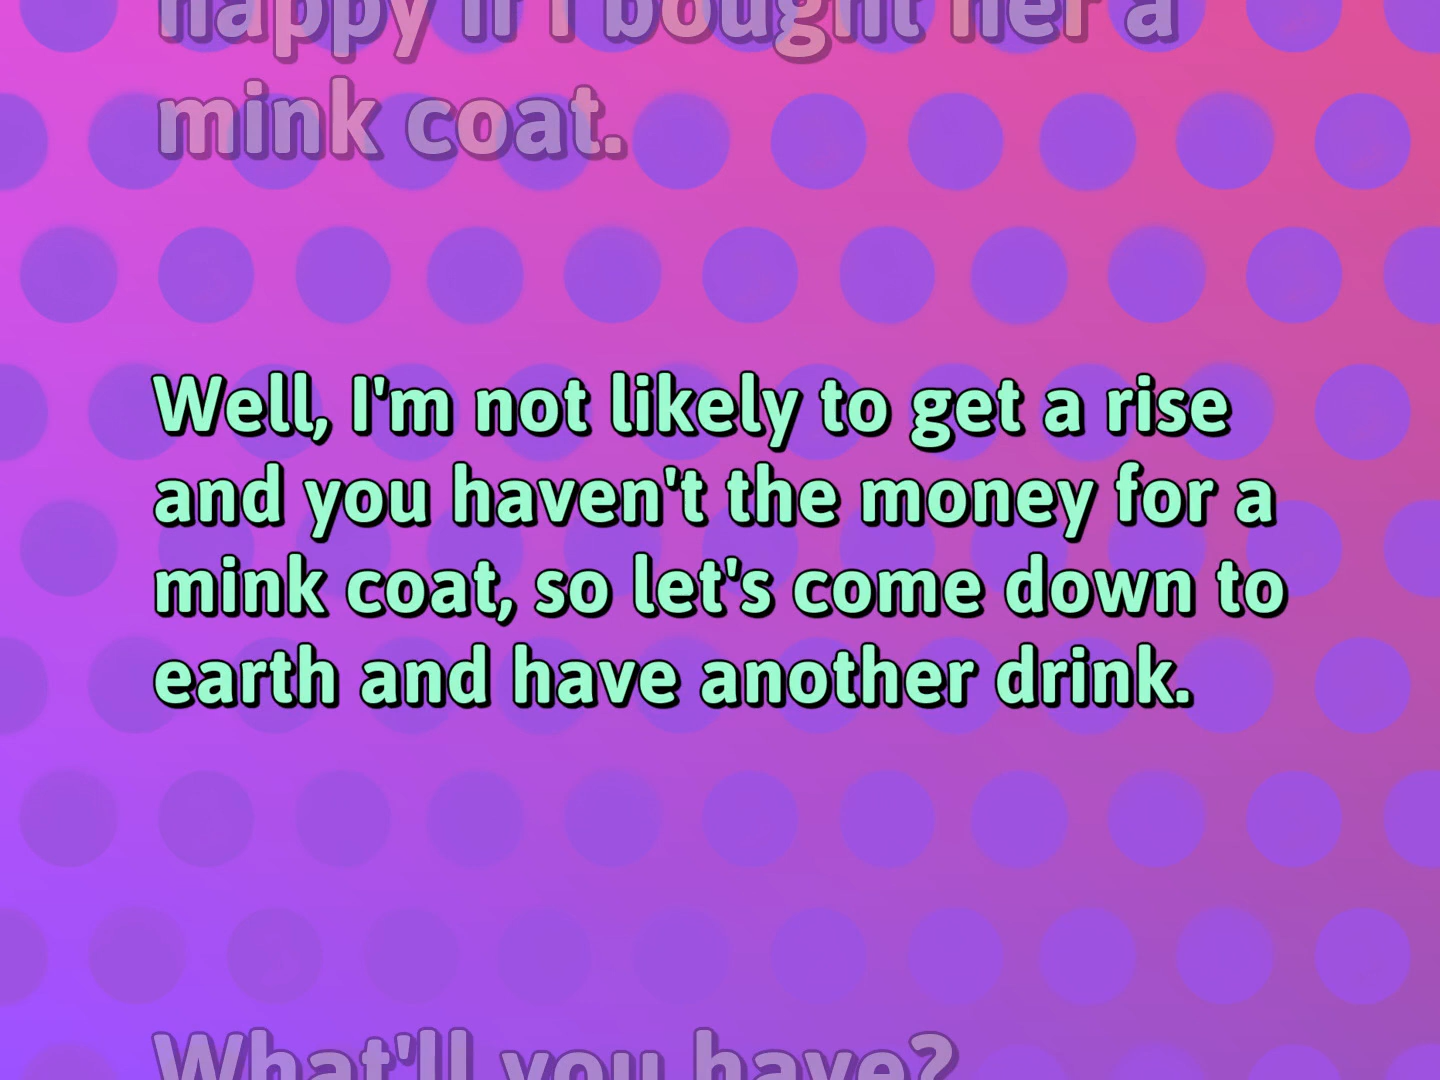 happy if I bought her a
mink coat.
Well, I'm not likely to get a rise
and you haven't the money for a
mink coat, so let's come down to
earth and have another drink.
What'll you have?